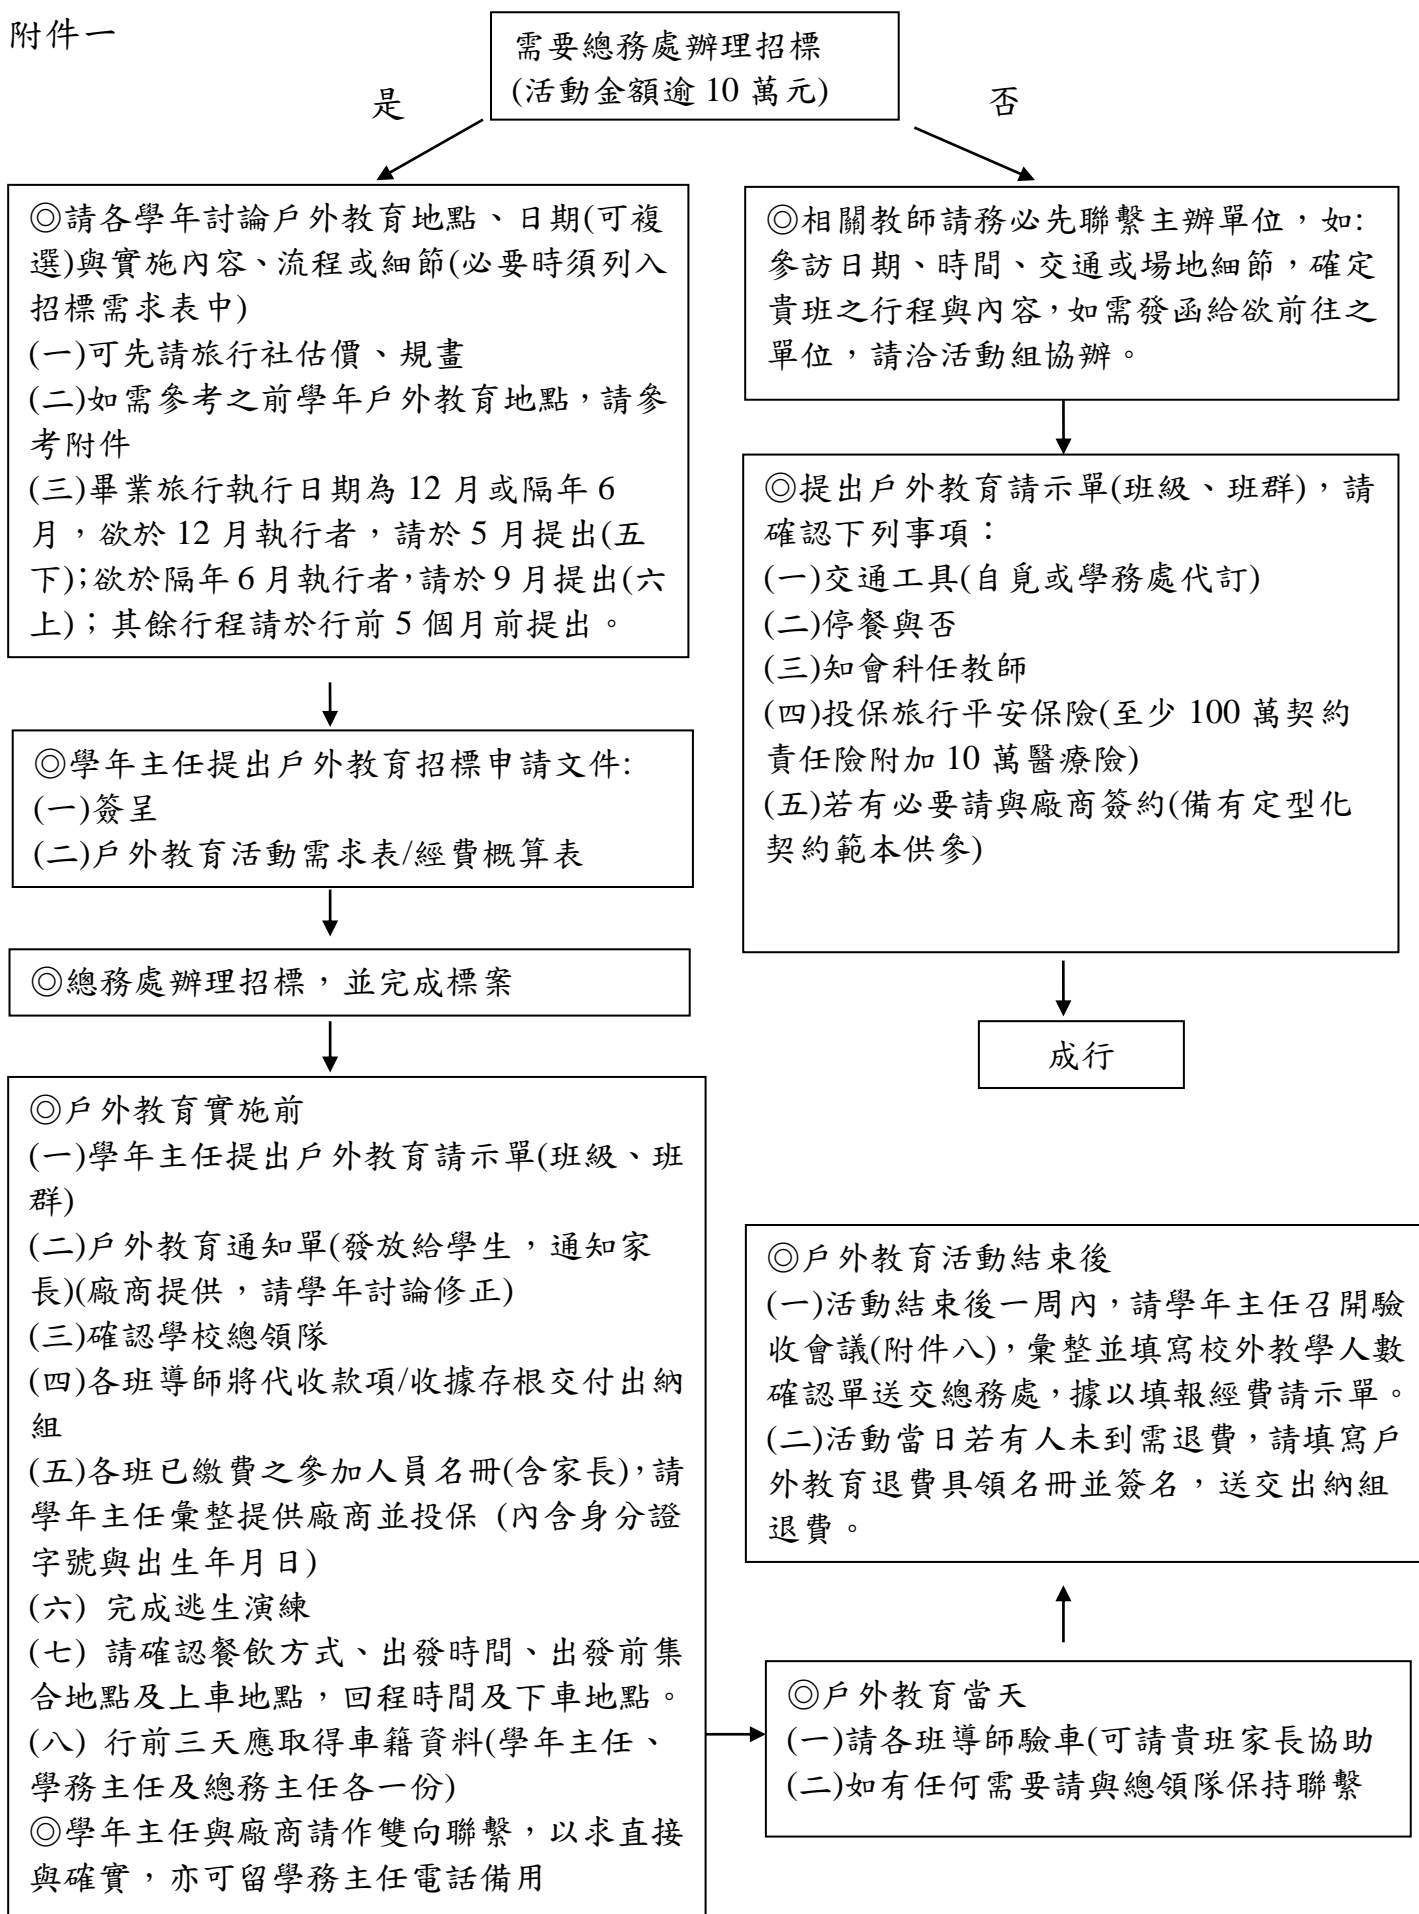 附件一
需要總務處辦理招標
(活動金額逾 10 萬元)
是
否
◎請各學年討論戶外教育地點、日期(可複
選)與實施內容、流程或細節(必要時須列入
招標需求表中)
(一)可先請旅行社估價、規畫
(二)如需參考之前學年戶外教育地點，請參
考附件
(三)畢業旅行執行日期為 12 月或隔年 6
月，欲於 12 月執行者，請於 5 月提出(五
下);欲於隔年 6 月執行者,請於 9 月提出(六
上)；其餘行程請於行前 5 個月前提出。
◎學年主任提出戶外教育招標申請文件:
(一)簽呈
(二)戶外教育活動需求表/經費概算表
◎總務處辦理招標，並完成標案
◎戶外教育實施前
(一)學年主任提出戶外教育請示單(班級、班
群)
(二)戶外教育通知單(發放給學生，通知家
長)(廠商提供，請學年討論修正)
(三)確認學校總領隊
(四)各班導師將代收款項/收據存根交付出納
組
(五)各班已繳費之參加人員名冊(含家長),請
學年主任彙整提供廠商並投保 (內含身分證
字號與出生年月日)
(六) 完成逃生演練
(七) 請確認餐飲方式、出發時間、出發前集
合地點及上車地點，回程時間及下車地點。
(八) 行前三天應取得車籍資料(學年主任、
學務主任及總務主任各一份)
◎學年主任與廠商請作雙向聯繫，以求直接
與確實，亦可留學務主任電話備用
◎相關教師請務必先聯繫主辦單位，如:
參訪日期、時間、交通或場地細節，確定
貴班之行程與內容，如需發函給欲前往之
單位，請洽活動組協辦。
◎提出戶外教育請示單(班級、班群)，請
確認下列事項：
(一)交通工具(自覓或學務處代訂)
(二)停餐與否
(三)知會科任教師
(四)投保旅行平安保險(至少 100 萬契約
責任險附加 10 萬醫療險)
(五)若有必要請與廠商簽約(備有定型化
契約範本供參)
成行
◎戶外教育活動結束後
(一)活動結束後一周內，請學年主任召開驗
收會議(附件八)，彙整並填寫校外教學人數
確認單送交總務處，據以填報經費請示單。
(二)活動當日若有人未到需退費，請填寫戶
外教育退費具領名冊並簽名，送交出納組
退費。
◎戶外教育當天
(一)請各班導師驗車(可請貴班家長協助
(二)如有任何需要請與總領隊保持聯繫